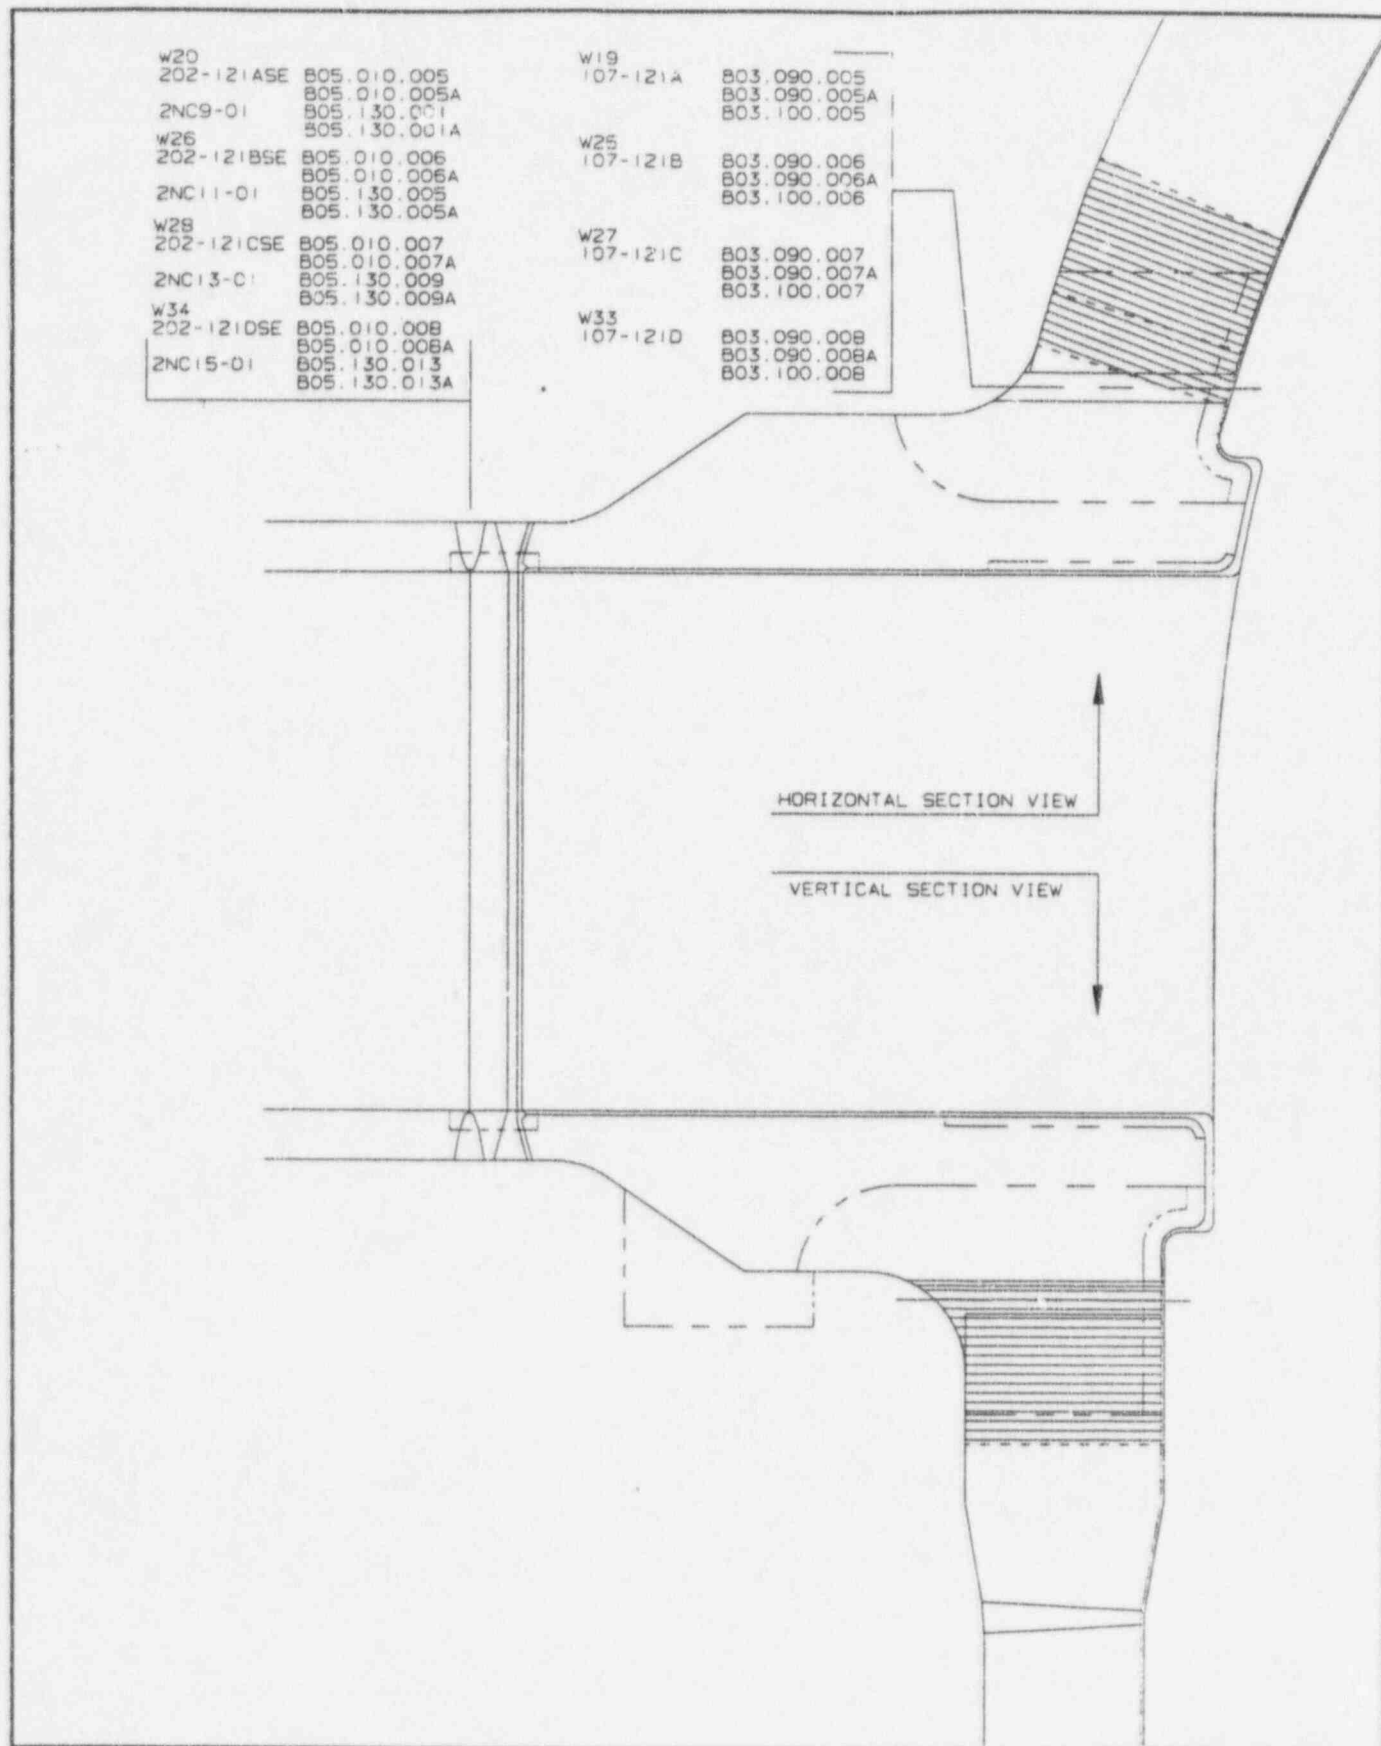 W20
202-121ASE B05.010.005
B05.010.005A
2NC9-01 B05.130.001
B05.130.001A
W26
202-121BSE B05.010.006
B05.010.006A
2NC11-01 B05.130.005
B05.130.005A
W28
202-121CSE B05.010.007
B05.010.007A
2NC13-01 B05.130.009
B05.130.009A
W34
202-121DSE B05.010.008
B05.010.008A
2NC15-01 B05.130.013
B05.130.013A
W19
107-121A B03.090.005
B03.090.005A
B03.100.005
W25
107-121B B03.090.006
B03.090.006A
B03.100.006
W27
107-121C B03.090.007
B03.090.007A
B03.100.007
W33
107-121D B03.090.008
B03.090.008A
B03.100.008
HORIZONTAL SECTION VIEW
VERTICAL SECTION VIEW